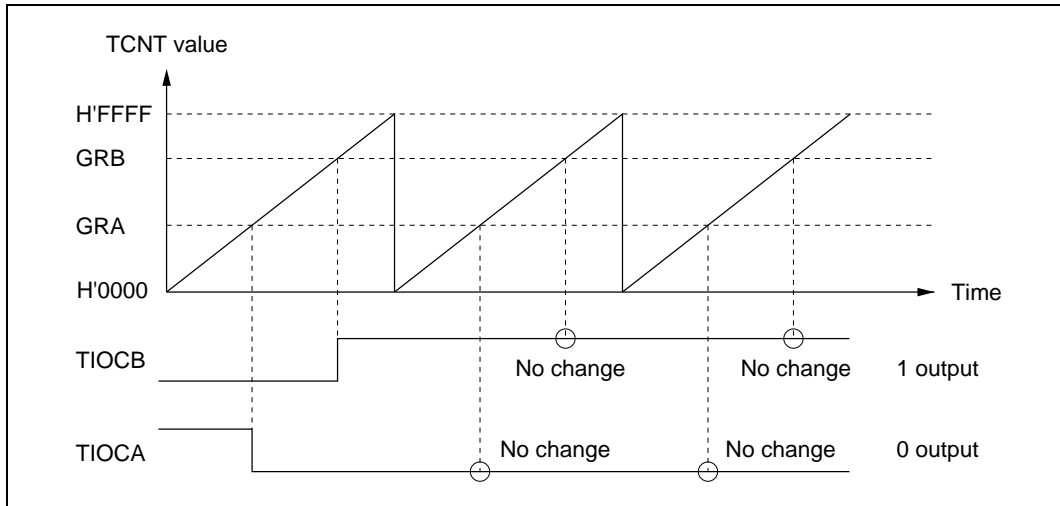 TCNT value
H'FFFF
GRB
GRA
H'0000
Time
TIOCB
No change
No change
1 output
TIOCA
No change
No change
0 output